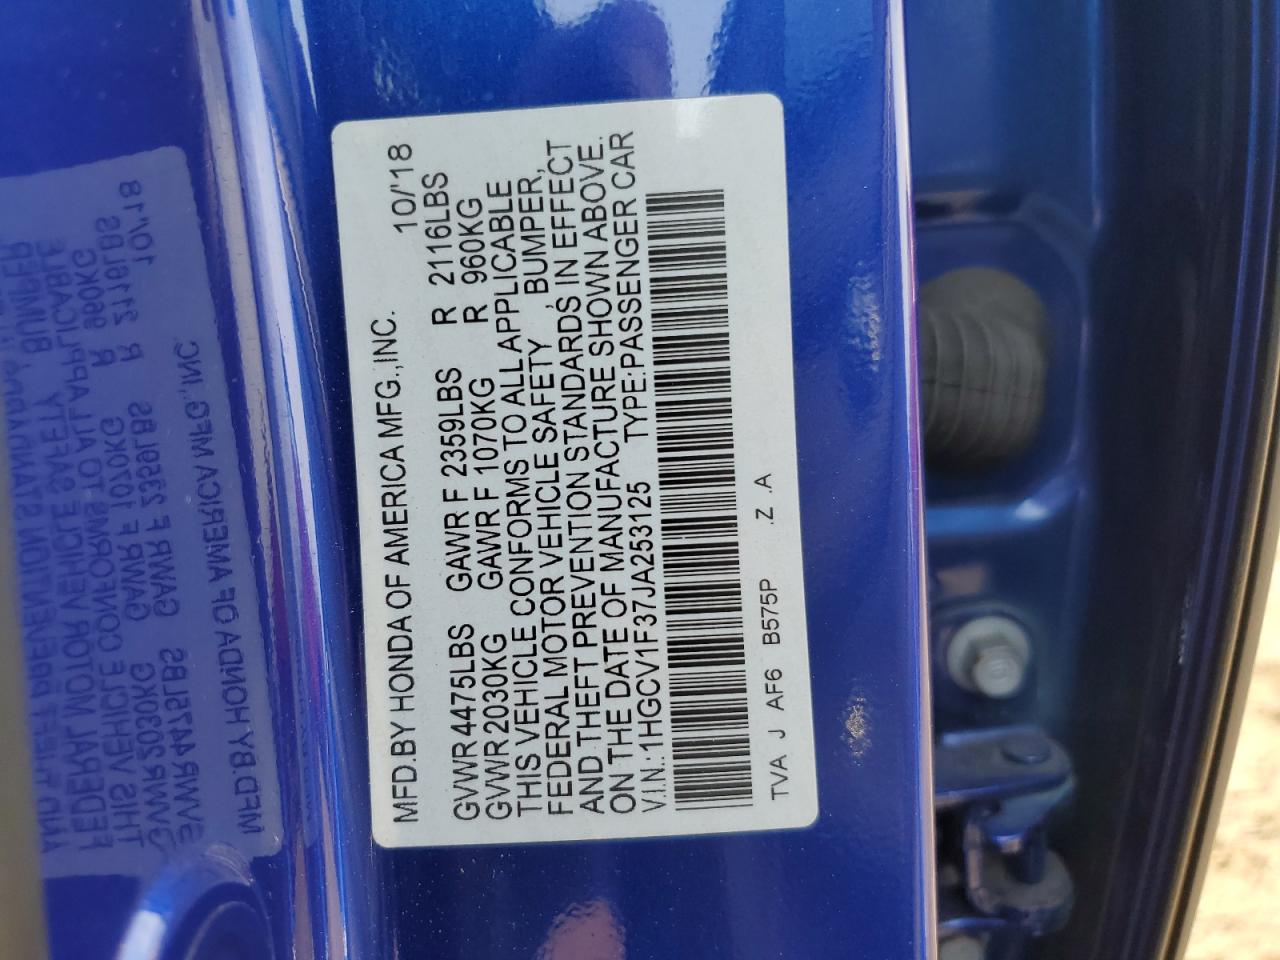 MFD. BY HONDA OF AMERICA MFG., INC. 10/'18
GVWR 4475LBS GAWR F 2359LBS R 2116LBS
GVWR 2030KG GAWR F 1070KG R 960KG
THIS VEHICLE CONFORMS TO ALL APPLICABLE
FEDERAL MOTOR VEHICLE SAFETY , BUMPER,
AND THEFT PREVENTION STANDARDS IN EFFECT
ON THE DATE OF MANUFACTURE SHOWN ABOVE.
V.I.N.: 1HGCV1F37JA253125 TYPE:PASSENGER CAR
TVA J AF6 B575P .Z .A